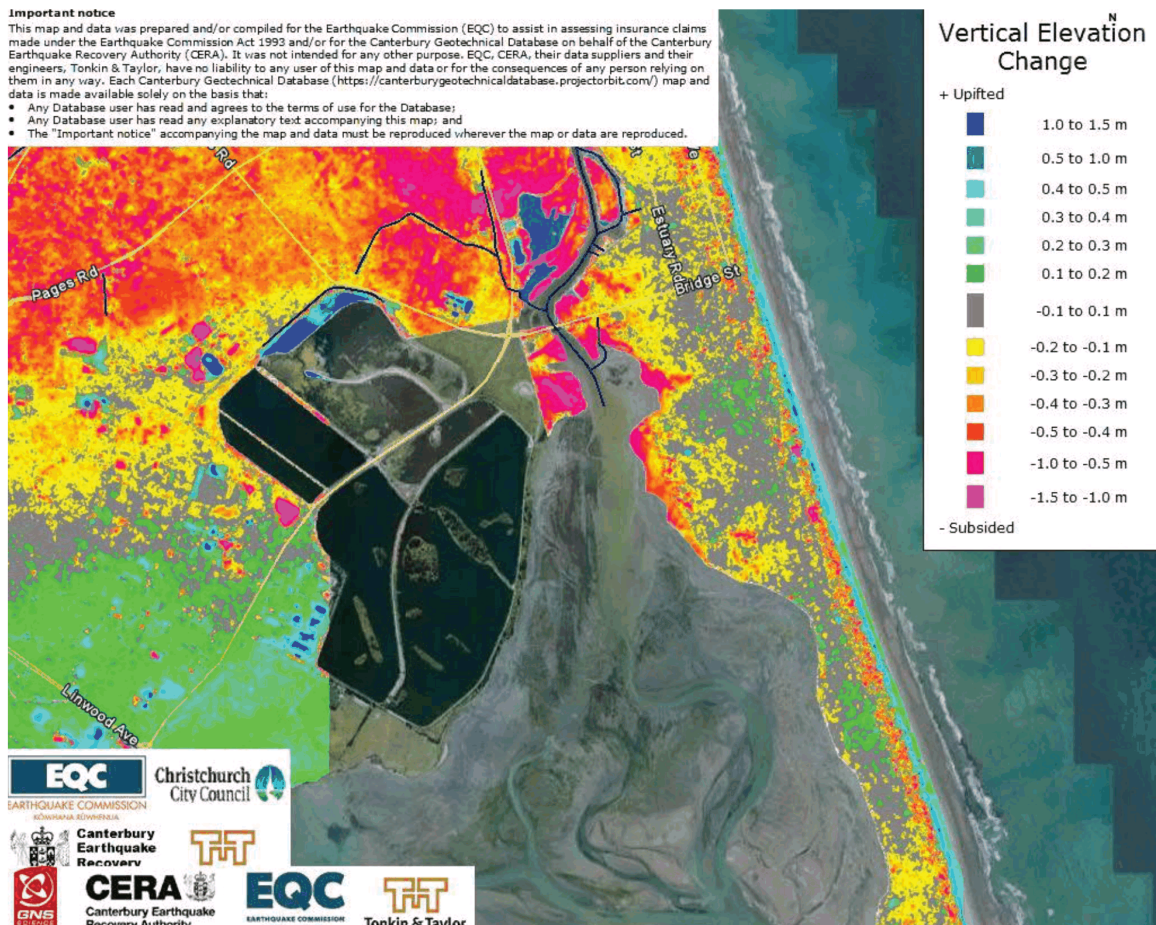 Important notice
This map and data was prepared and/or compiled for the Earthquake Commission (EQC) to assist in assessing insurance claims
made under the Earthquake Commission Act 1993 and/or for the Canterbury Geotechnical Database on behalf of the Canterbury
Earthquake Recovery Authority (CERA). It was not intended for any other purpose. EQC, CERA, their data suppliers and their
engineers, Tonkin & Taylor, have no liability to any user of this map and data or for the consequences of any person relying on
them in any way. Each Canterbury Geotechnical Database (https://canterburygeotechnicaldatabase.projectorbit.com/) map and
data is made available solely on the basis that:
• Any Database user has read and agrees to the terms of use for the Database;
• Any Database user has read any explanatory text accompanying this map; and
• The "Important notice" accompanying the map and data must be reproduced wherever the map or data are reproduced.
N
Vertical Elevation
Change
+ Upifted
1.0 to 1.5 m
0.5 to 1.0 m
0.4 to 0.5 m
0.3 to 0.4 m
0.2 to 0.3 m
0.1 to 0.2 m
-0.1 to 0.1 m
-0.2 to -0.1 m
-0.3 to -0.2 m
-0.4 to -0.3 m
-0.5 to -0.4 m
-1.0 to -0.5 m
-1.5 to -1.0 m
- Subsided
Rd
Estuary Rd
Bridge St
Pages Rd
Linwood Ave
EQC
EARTHQUAKE COMMISSION
KŌMIHANA RŪWHENUA
Christchurch
City Council
Canterbury
Earthquake
Recovery
T+T
GNS
SCIENCE
CERA
Canterbury Earthquake
Recovery Authority
EQC
EARTHQUAKE COMMISSION
T+T
Tonkin & Taylor